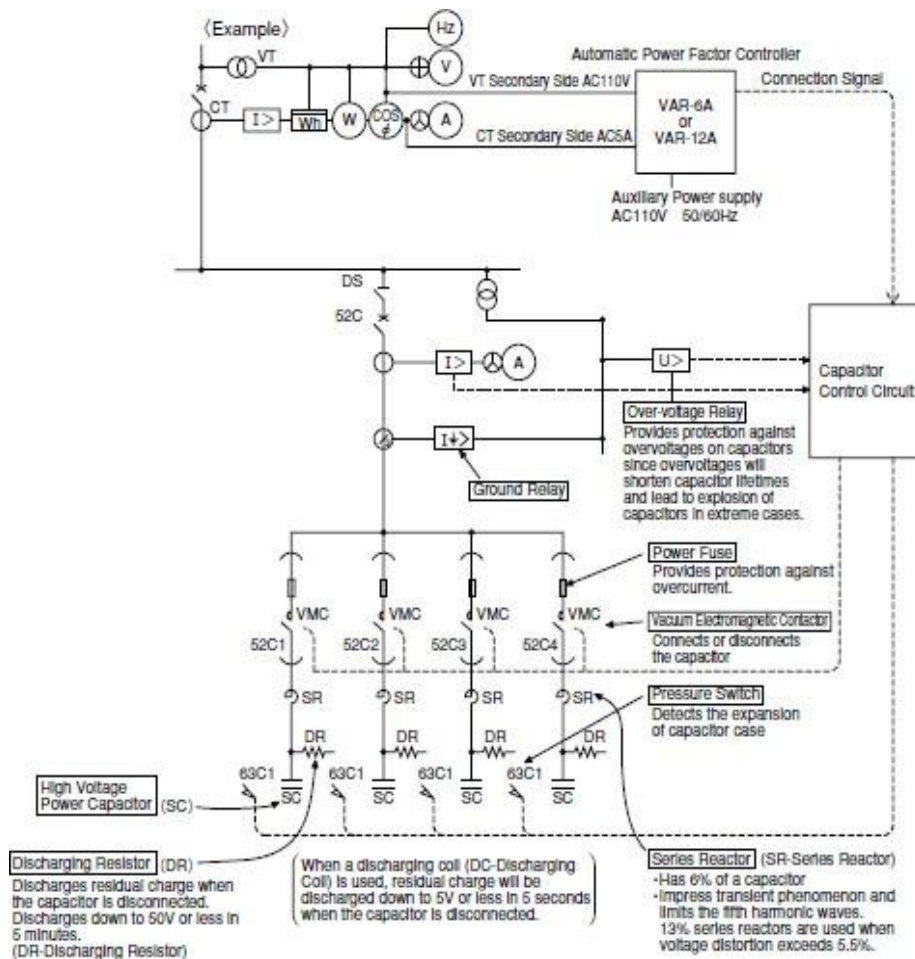 〈Example〉
VT
Hz
V
Automatic Power Factor Controller
VT Secondary Side AC110V
Connection Signal
CT
I>
Wh
W
COS
φ
A
CT Secondary Side AC5A
VAR-6A
or
VAR-12A
Auxiliary Power supply
AC110V 50/60Hz
DS
52C
I>
A
U>
Capacitor
Control Circuit
Over-voltage Relay
Provides protection against
overvoltages on capacitors
since overvoltages will
shorten capacitor lifetimes
and lead to explosion of
capacitors in extreme cases.
I>
Ground Relay
Power Fuse
Provides protection against
overcurrent.
VMC
VMC
VMC
VMC
Vacuum Electromagnetic Contactor
Connects or disconnects
the capacitor
52C1
52C2
52C3
52C4
SR
SR
SR
SR
Pressure Switch
Detects the expansion
of capacitor case
DR
DR
DR
DR
63C1
63C1
63C1
63C1
SC
SC
SC
SC
High Voltage
Power Capacitor (SC)
Discharging Resistor (DR)
Discharges residual charge when
the capacitor is disconnected.
Discharges down to 50V or less in
5 minutes.
(DR-Discharging Resistor)
When a discharging coil (DC-Discharging
Coil) is used, residual charge will be
discharged down to 5V or less in 5 seconds
when the capacitor is disconnected.
Series Reactor (SR-Series Reactor)
-Has 6% of a capacitor
-Impress transient phenomenon and
limits the fifth harmonic waves.
13% series reactors are used when
voltage distortion exceeds 5.5%.